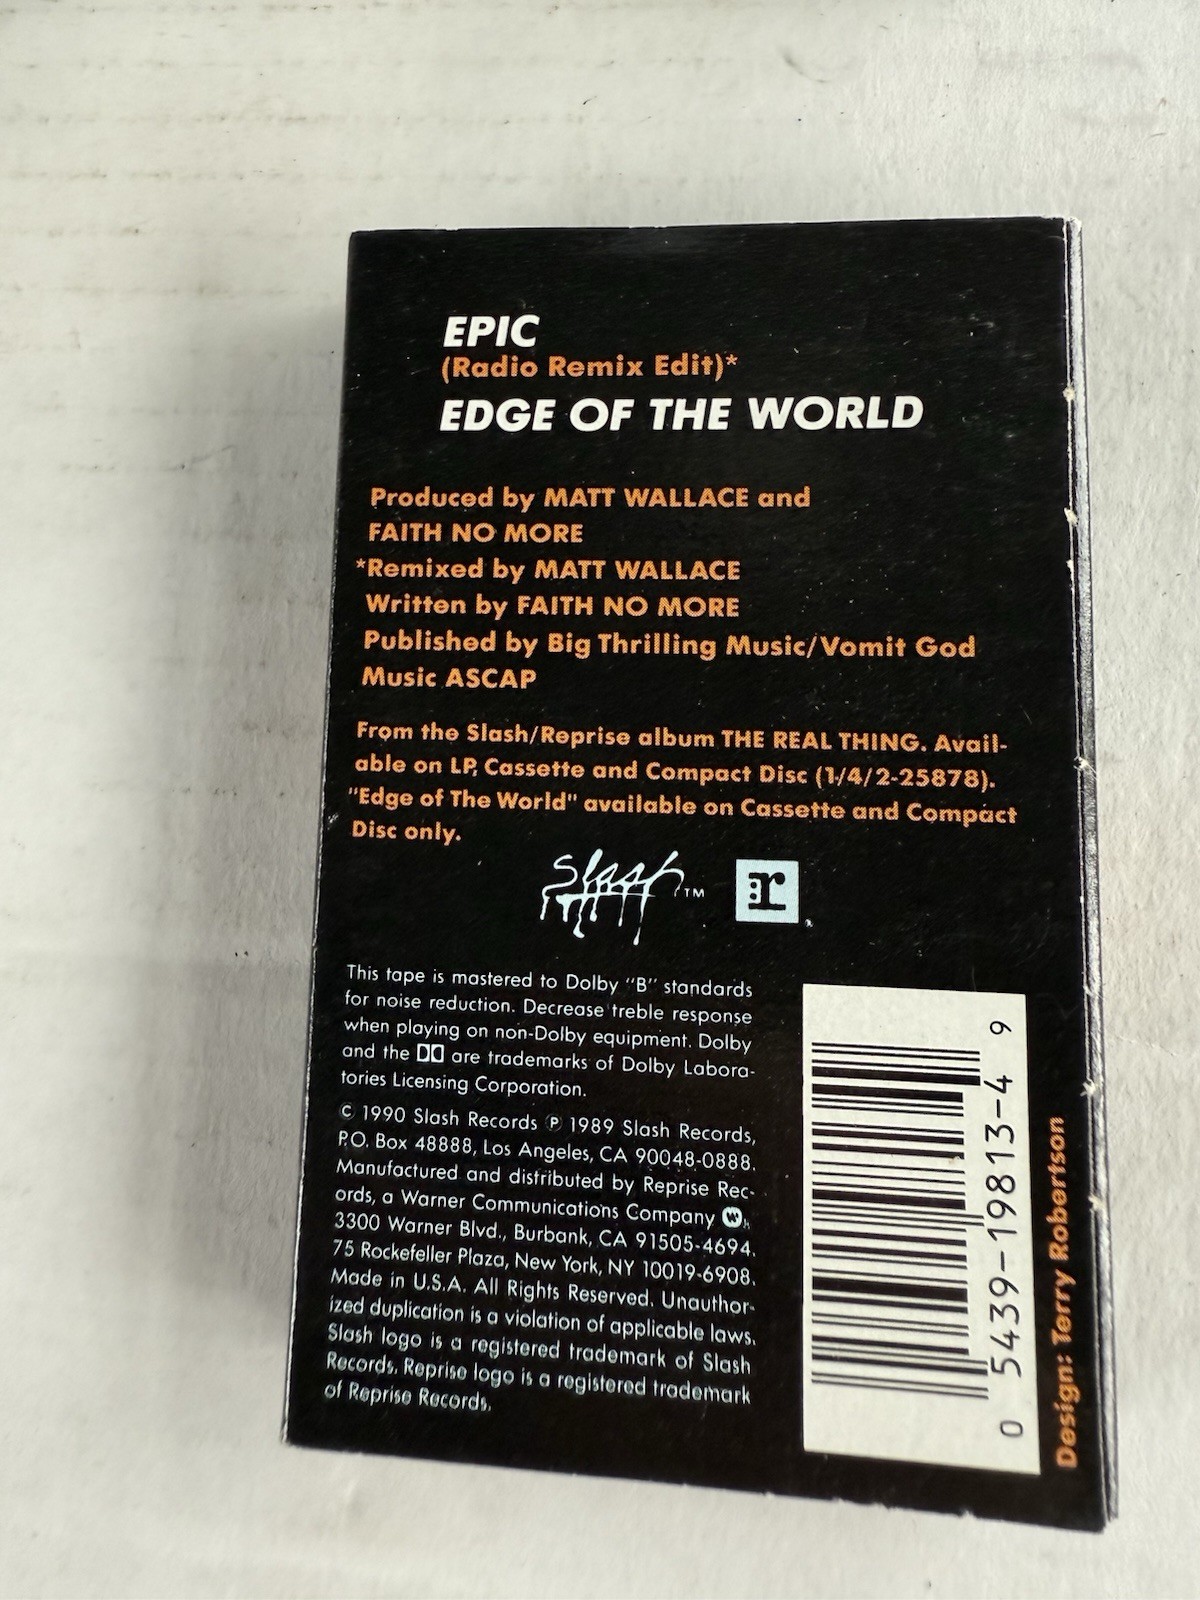 EPIC
(Radio Remix Edit)*
EDGE OF THE WORLD
Produced by MATT WALLACE and
FAITH NO MORE
*Remixed by MATT WALLACE
Written by FAITH NO MORE
Published by Big Thrilling Music/Vomit God
Music ASCAP
From the Slash/Reprise album THE REAL THING. Avail-
able on LP, Cassette and Compact Disc (1/4/2-25878).
"Edge of The World" available on Cassette and Compact
Disc only.
Slash TM
r
This tape is mastered to Dolby "B" standards
for noise reduction. Decrease treble response
when playing on non-Dolby equipment. Dolby
and the DD are trademarks of Dolby Labora-
tories Licensing Corporation.
© 1990 Slash Records ℗ 1989 Slash Records,
P.O. Box 48888, Los Angeles, CA 90048-0888.
Manufactured and distributed by Reprise Rec-
ords, a Warner Communications Company
3300 Warner Blvd., Burbank, CA 91505-4694.
75 Rockefeller Plaza, New York, NY 10019-6908.
Made in U.S.A. All Rights Reserved. Unauthor-
ized duplication is a violation of applicable laws.
Slash logo is a registered trademark of Slash
Records. Reprise logo is a registered trademark
of Reprise Records.
0 5439-19813-4 9
Design: Terry Robertson